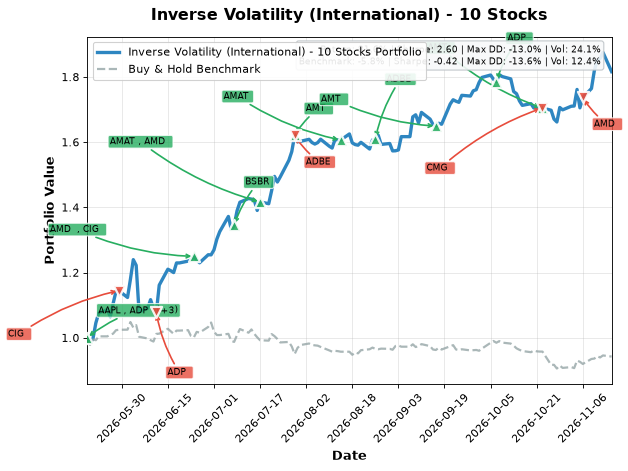 Inverse Volatility (International) - 10 Stocks
Inverse Volatility (International) - 10 Stocks Portfolio
Buy & Hold Benchmark
2.60 | Max DD: -13.0% | Vol: 24.1%
Benchmark: -5.8% | Sharpe: -0.42 | Max DD: -13.6% | Vol: 12.4%
ADP
AMAT
AMT
AMT
AMD
ADBE
CMG
AMAT , AMD
BSBR
AMD , CIG
AAPL , ADP (+3)
CIG
ADP
Portfolio Value
1.8
1.6
1.4
1.2
1.0
2026-05-30
2026-06-15
2026-07-01
2026-07-17
2026-08-02
2026-08-18
2026-09-03
2026-09-19
2026-10-05
2026-10-21
2026-11-06
Date